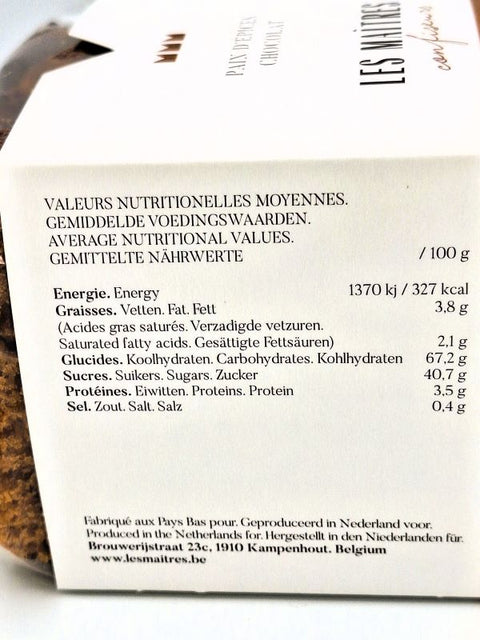 PAIN D'EPICES
CHOCOLAT
LES MAÎTRES
confiseurs
VALEURS NUTRITIONELLES MOYENNES.
GEMIDDELDE VOEDINGSWAARDEN.
AVERAGE NUTRITIONAL VALUES.
GEMITTELTE NÄHRWERTE / 100 g
Energie. Energy 1370 kj / 327 kcal
Graisses. Vetten. Fat. Fett 3,8 g
(Acides gras saturés. Verzadigde vetzuren.
Saturated fatty acids. Gesättigte Fettsäuren) 2,1 g
Glucides. Koolhydraten. Carbohydrates. Kohlhydraten 67,2 g
Sucres. Suikers. Sugars. Zucker 40,7 g
Protéines. Eiwitten. Proteins. Protein 3,5 g
Sel. Zout. Salt. Salz 0,4 g
Fabriqué aux Pays Bas pour. Geproduceerd in Nederland voor.
Produced in the Netherlands for. Hergestellt in den Niederlanden für.
Brouwerijstraat 23c, 1910 Kampenhout. Belgium
www.lesmaitres.be